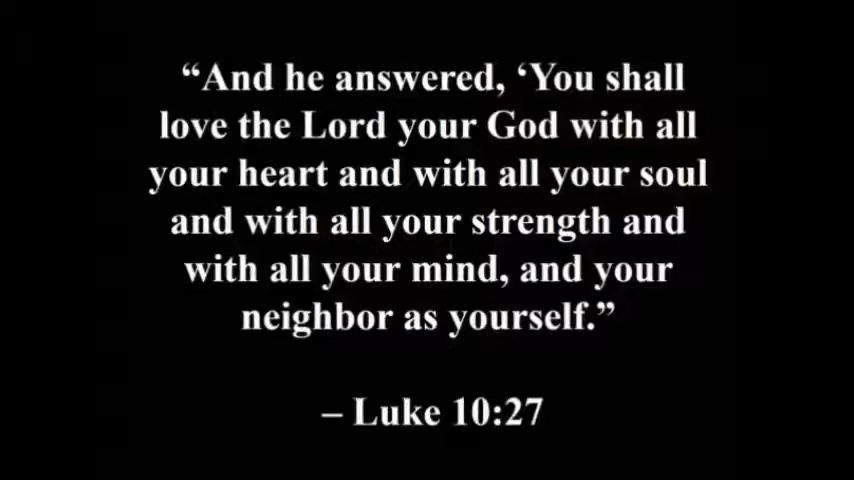 “And he answered, ‘You shall
love the Lord your God with all
your heart and with all your soul
and with all your strength and
with all your mind, and your
neighbor as yourself.”
– Luke 10:27